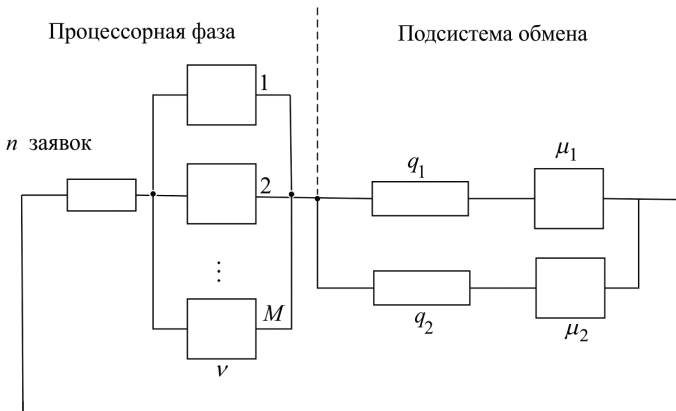 Процессорная фаза
Подсистема обмена
1
n заявок
q₁
μ₁
2
⋮
M
q₂
μ₂
ν